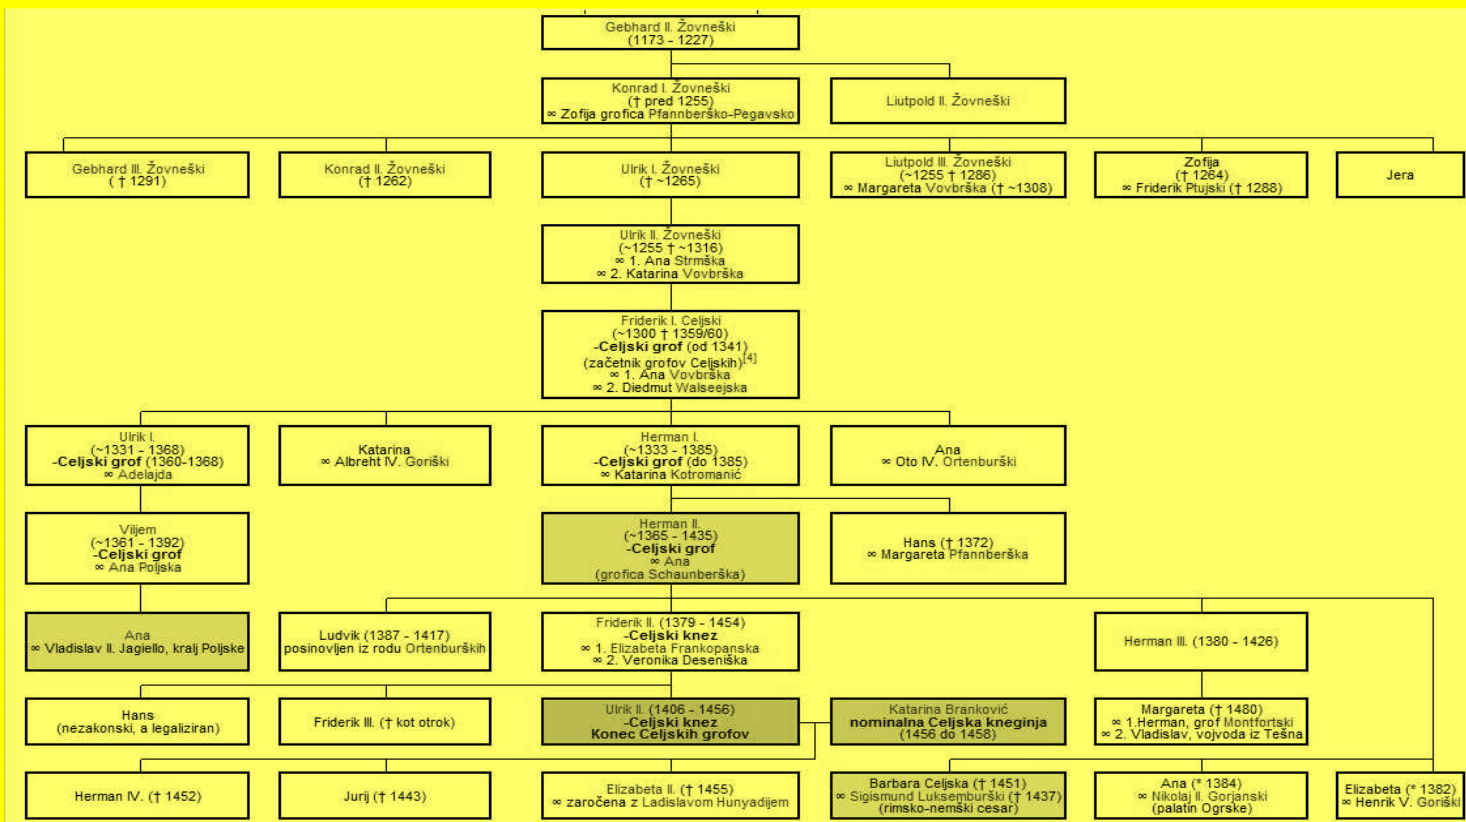 Gebhard II. Žovneški
(1173 - 1227)
Konrad I. Žovneški
(† pred 1255)
∞ Zofija grofica Pfannberško-Pegavsko
Liutpold II. Žovneški
Gebhard III. Žovneški
( † 1291)
Konrad II. Žovneški
(† 1262)
Ulrik I. Žovneški
(† ~1265)
Liutpold III. Žovneški
(~1255 † 1286)
∞ Margareta Vovbrška († ~1308)
Zofija
(† 1264)
∞ Friderik Ptujski († 1288)
Jera
Ulrik II. Žovneški
(~1255 † ~1316)
∞ 1. Ana Strmška
∞ 2. Katarina Vovbrška
Friderik I. Celjski
(~1300 † 1359/60)
-Celjski grof (od 1341)
(začetnik grofov Celjskih)[4]
∞ 1. Ana Vovbrška
∞ 2. Diedmut Walseejska
Ulrik I.
(~1331 - 1368)
-Celjski grof (1360-1368)
∞ Adelajda
Katarina
∞ Albreht IV. Goriški
Herman I.
(~1333 - 1385)
-Celjski grof (do 1385)
∞ Katarina Kotromanić
Ana
∞ Oto IV. Ortenburški
Viljem
(~1361 - 1392)
-Celjski grof
∞ Ana Poljska
Herman II.
(~1365 - 1435)
-Celjski grof
∞ Ana
(grofica Schaunberška)
Hans († 1372)
∞ Margareta Pfannberška
Ana
∞ Vladislav II. Jagiello, kralj Poljske
Ludvik (1387 - 1417)
posinovljen iz rodu Ortenburških
Friderik II. (1379 - 1454)
-Celjski knez
∞ 1. Elizabeta Frankopanska
∞ 2. Veronika Deseniška
Herman III. (1380 - 1426)
Hans
(nezakonski, a legaliziran)
Friderik III. († kot otrok)
Ulrik II. (1406 - 1456)
-Celjski knez
Konec Celjskih grofov
Katarina Branković
nominalna Celjska kneginja
(1456 do 1458)
Margareta († 1480)
∞ 1.Herman, grof Montfortski
∞ 2. Vladislav, vojvoda iz Tešna
Herman IV. († 1452)
Jurij († 1443)
Elizabeta II. († 1455)
∞ zaročena z Ladislavom Hunyadijem
Barbara Celjska († 1451)
∞ Sigismund Luksemburški († 1437)
(rimsko-nemški cesar)
Ana (* 1384)
∞ Nikolaj II. Gorjanski
(palatin Ogrske)
Elizabeta (* 1382)
∞ Henrik V. Goriški